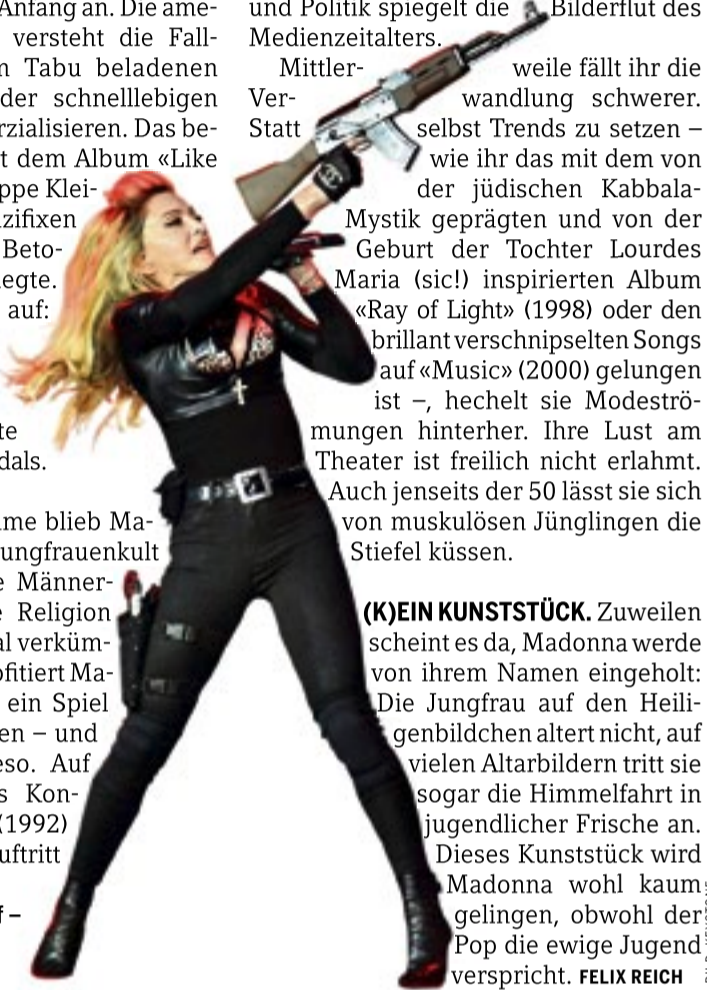 Anfang an. Die ame-
versteht die Fall-
n Tabu beladenen
der schnelllebigen
rzialisieren. Das be-
t dem Album «Like
ppe Klei-
zifixen
Beto-
legte.
auf:
te
dals.
me blieb Ma-
ungfrauenkult
e Männer-
e Religion
al verküm-
ofitiert Ma-
ein Spiel
en – und
eso. Auf
s Kon-
(1992)
uftritt
f –
und Politik spiegelt die Bilderflut des
Medienzeitalters.
Mittler- weile fällt ihr die
Ver- wandlung schwerer.
Statt selbst Trends zu setzen –
wie ihr das mit dem von
der jüdischen Kabbala-
Mystik geprägten und von der
Geburt der Tochter Lourdes
Maria (sic!) inspirierten Album
«Ray of Light» (1998) oder den
brillant verschnipselten Songs
auf «Music» (2000) gelungen
ist –, hechelt sie Modeströ-
mungen hinterher. Ihre Lust am
Theater ist freilich nicht erlahmt.
Auch jenseits der 50 lässt sie sich
von muskulösen Jünglingen die
Stiefel küssen.
(K)EIN KUNSTSTÜCK. Zuweilen
scheint es da, Madonna werde
von ihrem Namen eingeholt:
Die Jungfrau auf den Heili-
genbildchen altert nicht, auf
vielen Altarbildern tritt sie
sogar die Himmelfahrt in
jugendlicher Frische an.
Dieses Kunststück wird
Madonna wohl kaum
gelingen, obwohl der
Pop die ewige Jugend
verspricht. FELIX REICH